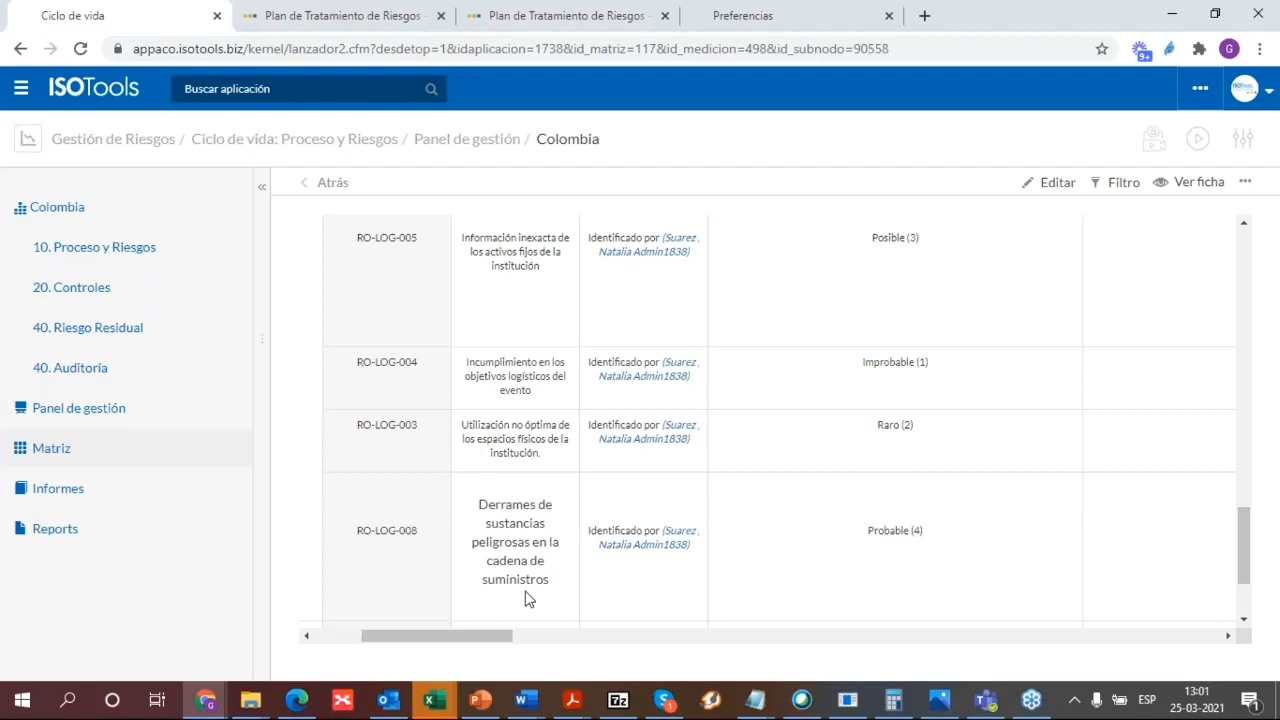 Ciclo de vida
Plan de Tratamiento de Riesgos -
Plan de Tratamiento de Riesgos -
Preferencias
appaco.isotools.biz/kernel/lanzador2.cfm?desdetop=1&idaplicacion=1738&id_matriz=117&id_medicion=498&id_subnodo=90558
9+
G
ISOTools
Buscar aplicación
Gestión de Riesgos / Ciclo de vida: Proceso y Riesgos / Panel de gestión / Colombia
Atrás
Editar
Filtro
Ver ficha
Colombia
10. Proceso y Riesgos
20. Controles
40. Riesgo Residual
40. Auditoría
Panel de gestión
Matriz
Informes
Reports
RO-LOG-005
Información inexacta de
los activos fijos de la
institución
Identificado por (Suarez ,
Natalia Admin1838)
Posible (3)
RO-LOG-004
Incumplimiento en los
objetivos logísticos del
evento
Identificado por (Suarez ,
Natalia Admin1838)
Improbable (1)
RO-LOG-003
Utilización no óptima de
los espacios físicos de la
institución.
Identificado por (Suarez ,
Natalia Admin1838)
Raro (2)
RO-LOG-008
Derrames de
sustancias
peligrosas en la
cadena de
suministros
Identificado por (Suarez ,
Natalia Admin1838)
Probable (4)
ESP
13:01
25-03-2021